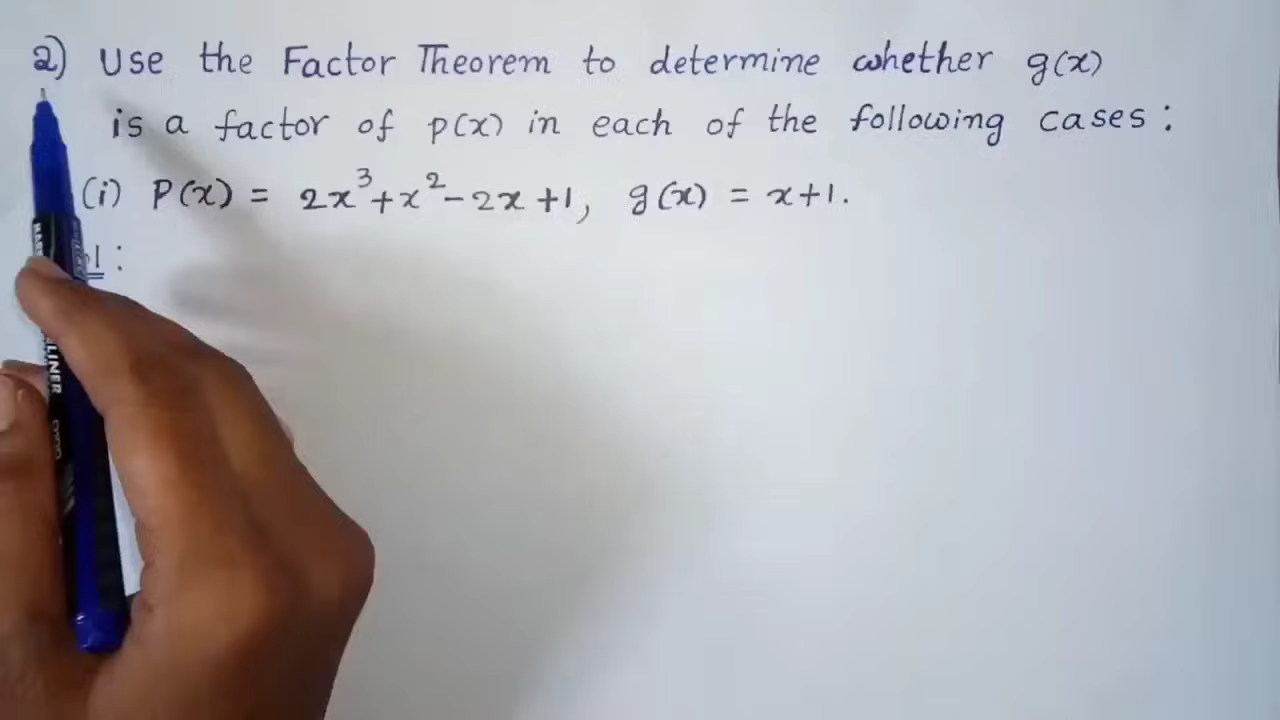 2) Use the Factor Theorem to determine whether g(x)
is a factor of p(x) in each of the following cases:
(i) P(x) = 2x³+x²-2x+1, g(x) = x+1.